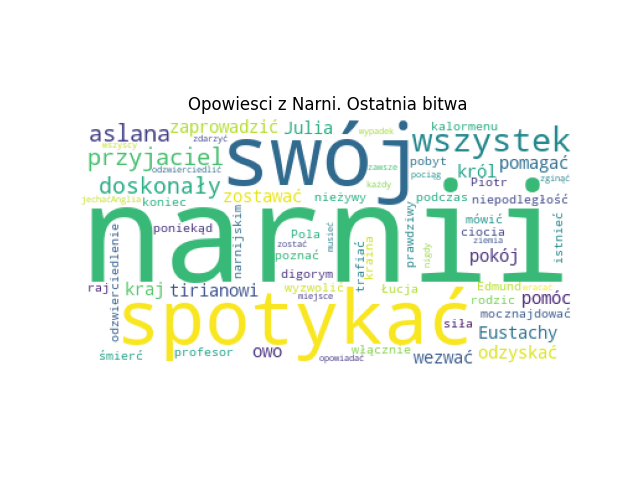 Opowiesci z Narni. Ostatnia bitwa
aslana zaprowadzić Julia swój wypadek kalormenu
wszyscy zdarzyć wszystek
przyjaciel odzwierciedlić zawsze pobyt król pomagać
doskonały każdy pociąg Piotr zginąć
jechać Anglia koniec zostawać nieżywy podczas niepodległość
narnii
odzwierciedlenie poniekąd narnijskim Pola zostać poznać musieć trafiać kraina prawdziwy nigdy mówić ciocia ziemia istnieć
digorym pokój
raj kraj tirianowi wyzwolić miejsce Łucja Edmund wracać
rodzic pomóc
spotykać mocno znajdować
siła Eustachy
śmierć profesor owo opowiadać włącznie wezwać odzyskać